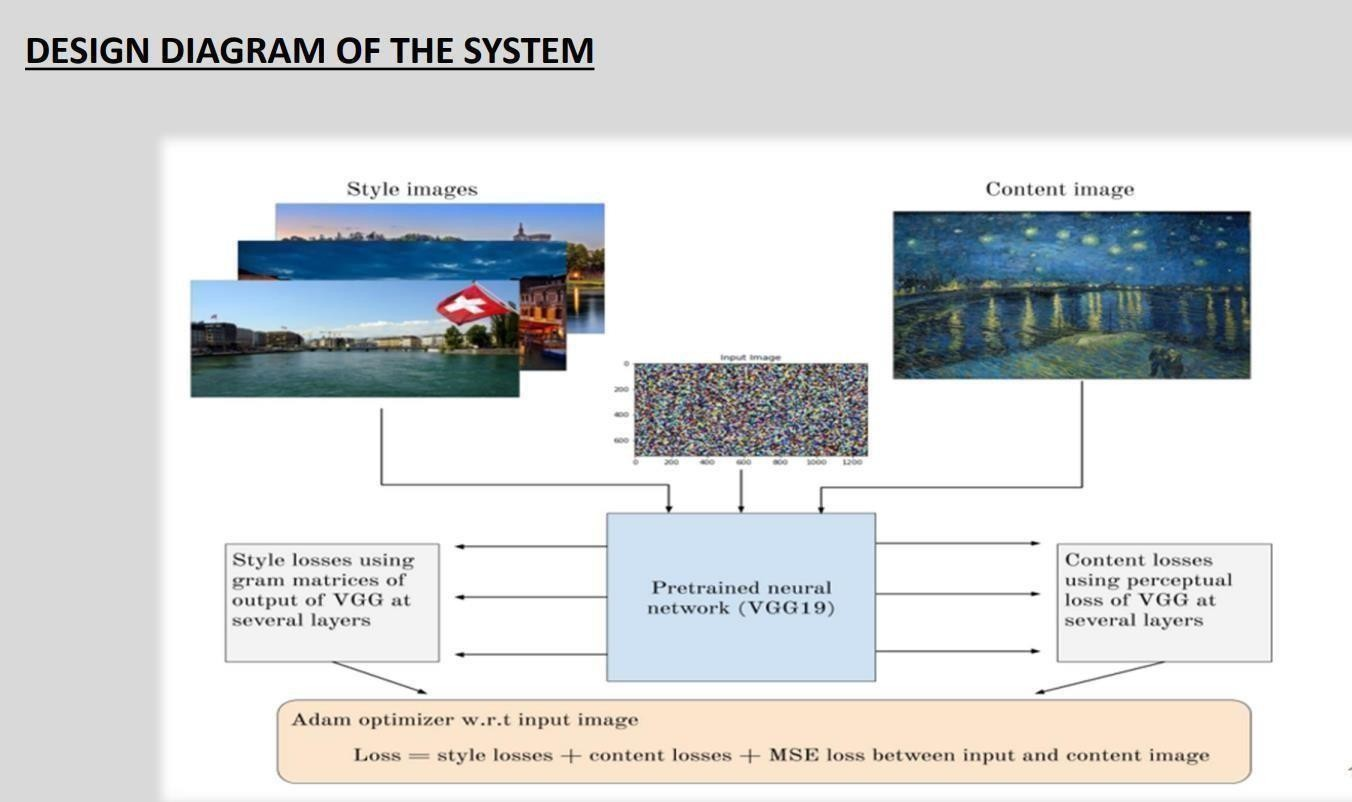 DESIGN DIAGRAM OF THE SYSTEM
Style images
Content image
Input Image
0
200
400
600
0 200 400 600 800 1000 1200
Style losses using
gram matrices of
output of VGG at
several layers
Pretrained neural
network (VGG19)
Content losses
using perceptual
loss of VGG at
several layers
Adam optimizer w.r.t input image
Loss = style losses + content losses + MSE loss between input and content image